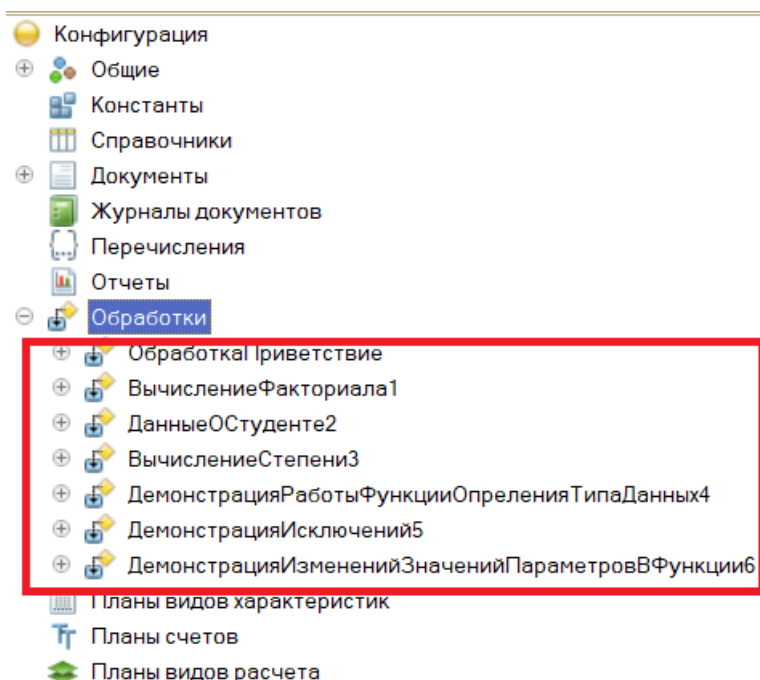 Конфигурация
Общие
Константы
Справочники
Документы
Журналы документов
Перечисления
Отчеты
Обработки
ОбработкаПриветствие
ВычислениеФакториала1
ДанныеОСтуденте2
ВычислениеСтепени3
ДемонстрацияРаботыФункцииОпреленияТипаДанных4
ДемонстрацияИсключений5
ДемонстрацияИзмененийЗначенийПараметровВФункции6
Планы видов характеристик
Планы счетов
Планы видов расчета